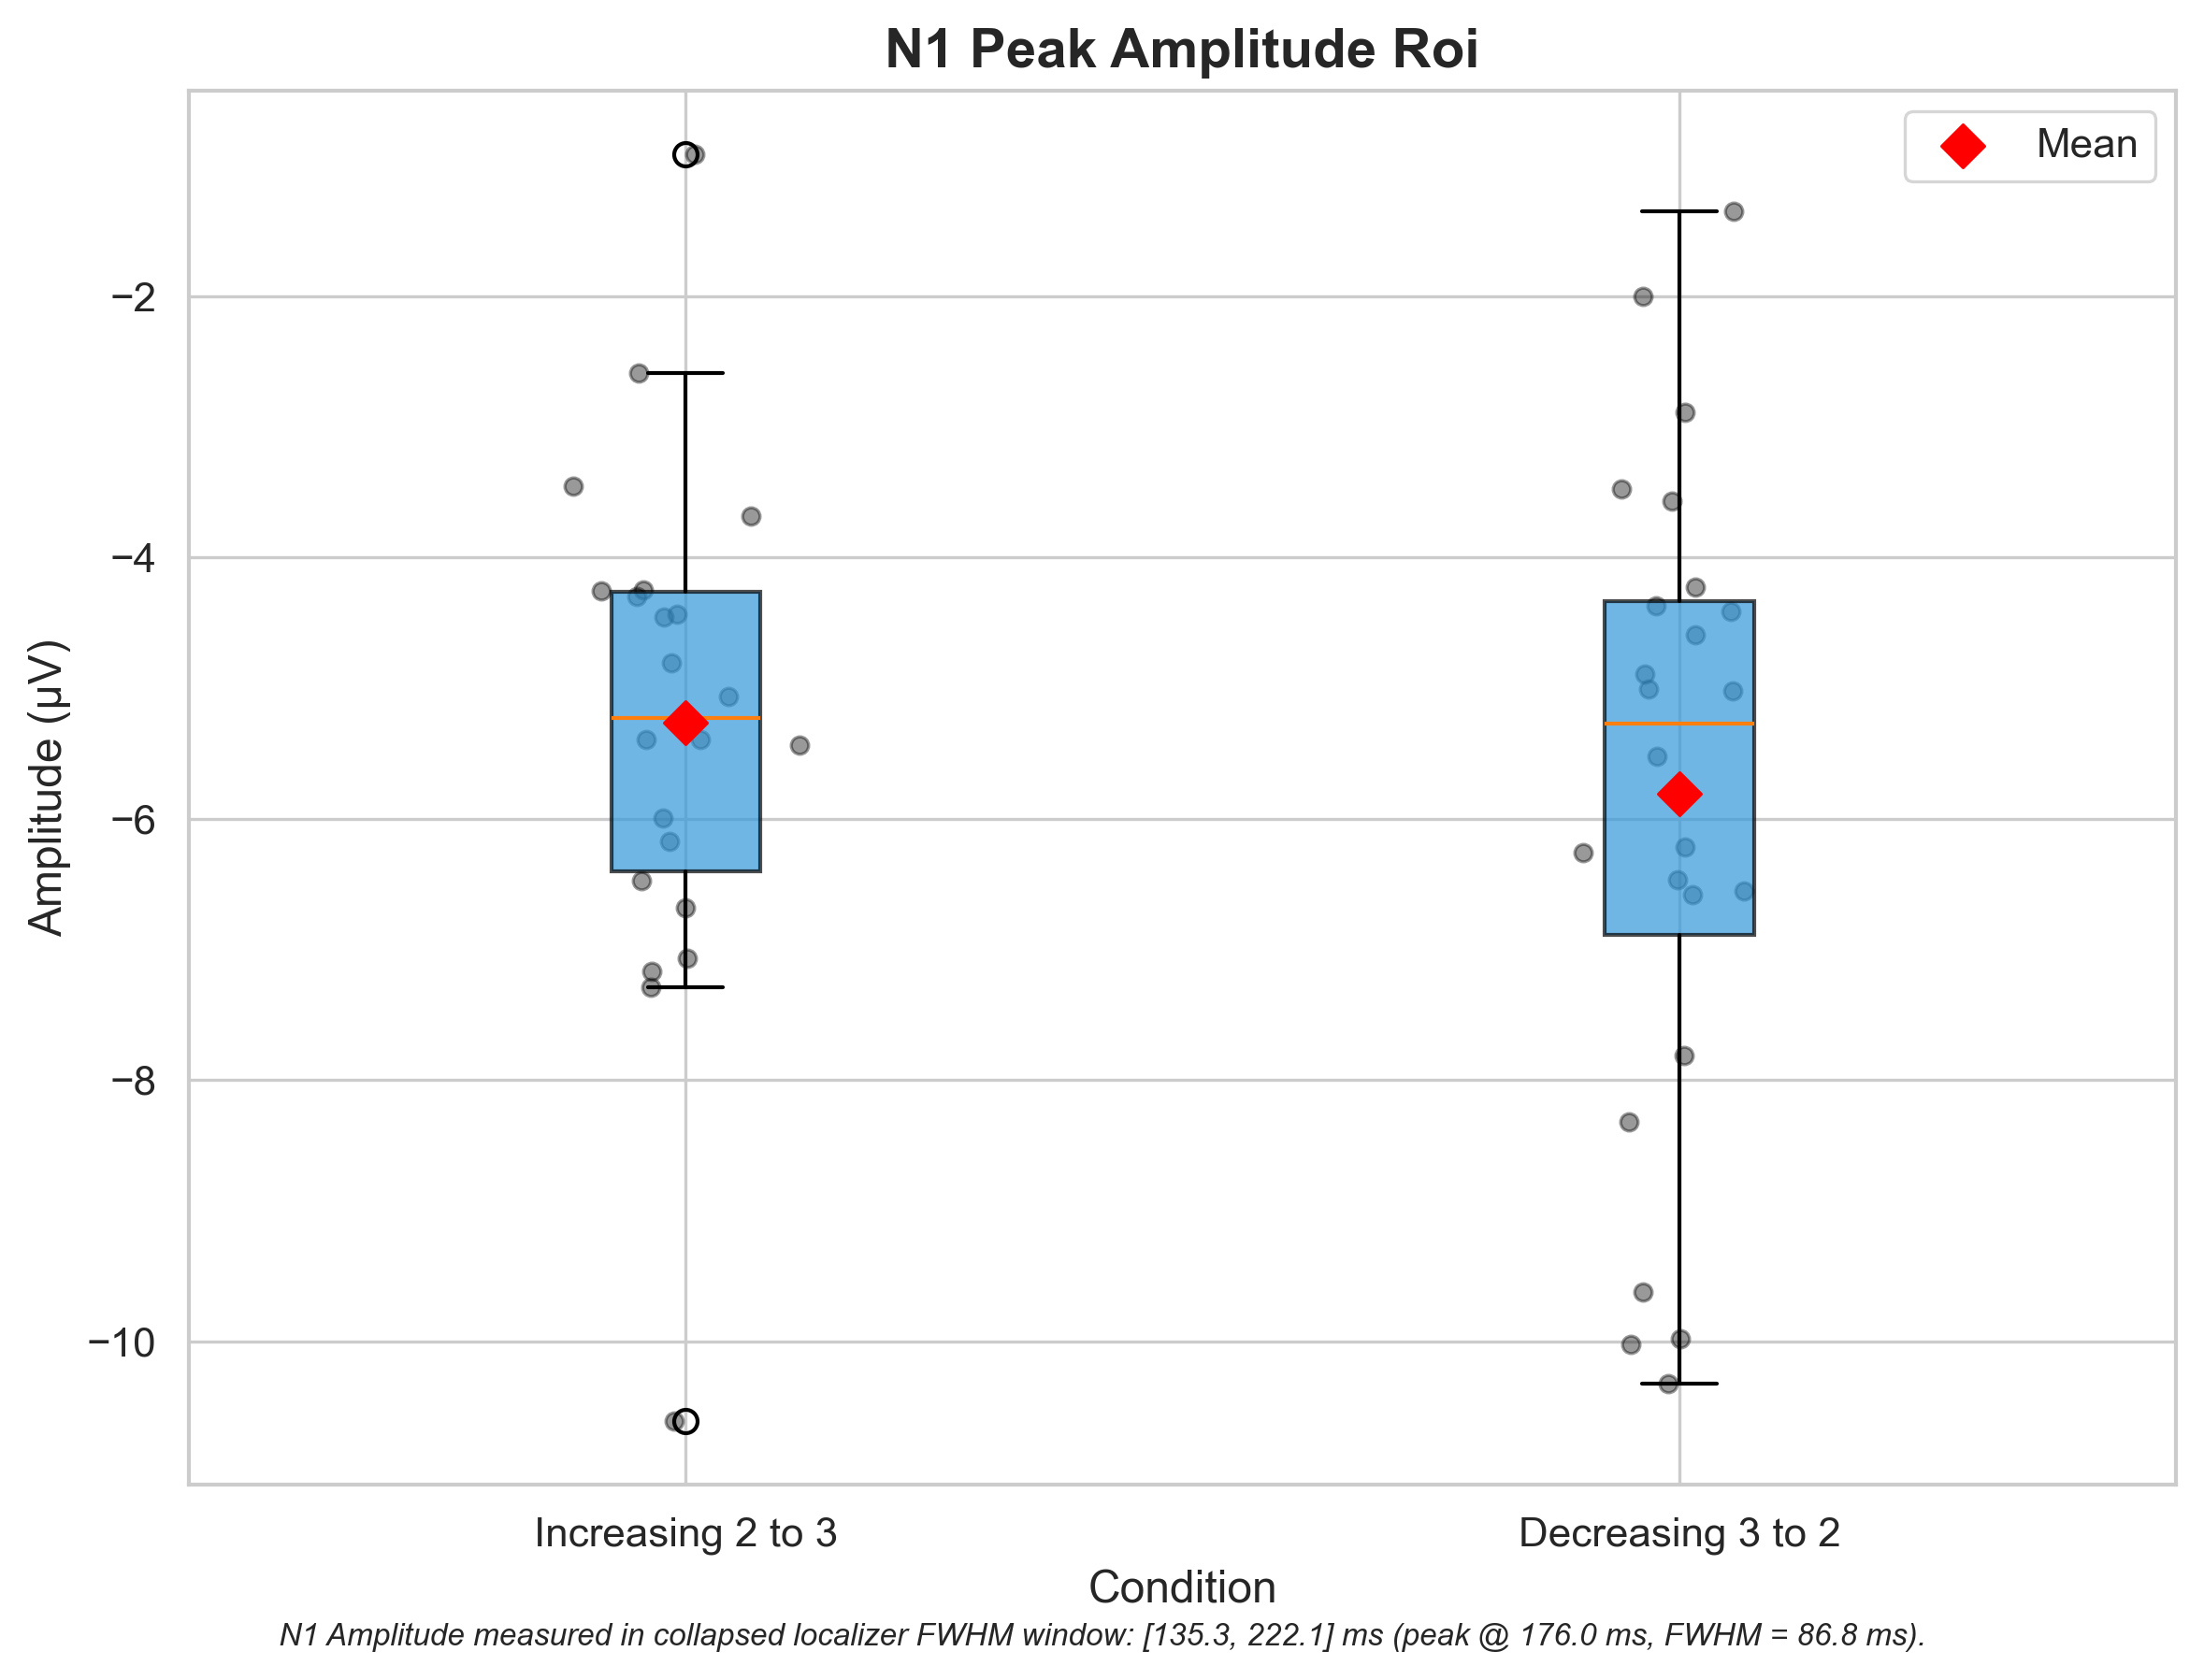 N1 Peak Amplitude Roi
Mean
Amplitude (µV)
−2
−4
−6
−8
−10
Increasing 2 to 3
Decreasing 3 to 2
Condition
N1 Amplitude measured in collapsed localizer FWHM window: [135.3, 222.1] ms (peak @ 176.0 ms, FWHM = 86.8 ms).